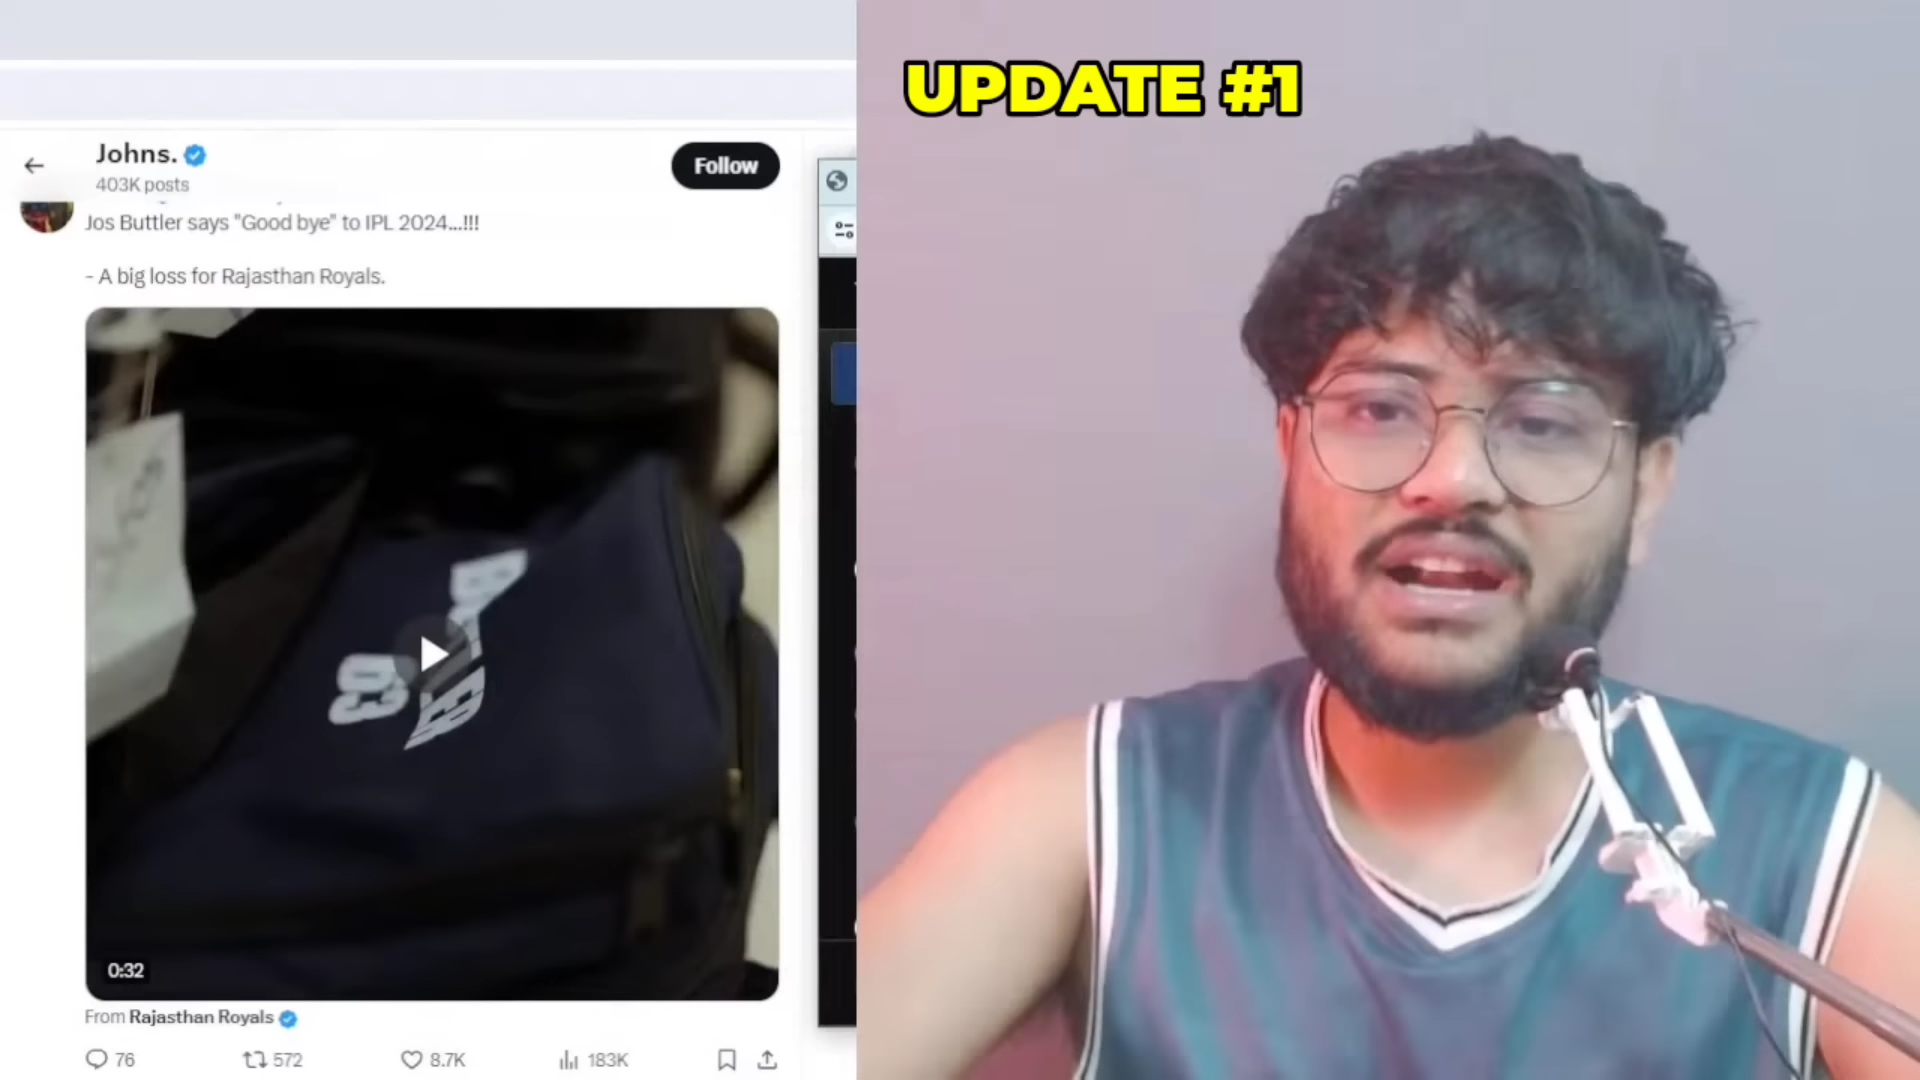 UPDATE #1
Johns.
403K posts
Follow
Jos Buttler says "Good bye" to IPL 2024...!!!
- A big loss for Rajasthan Royals.
03
0:32
From Rajasthan Royals
76
572
8.7K
183K